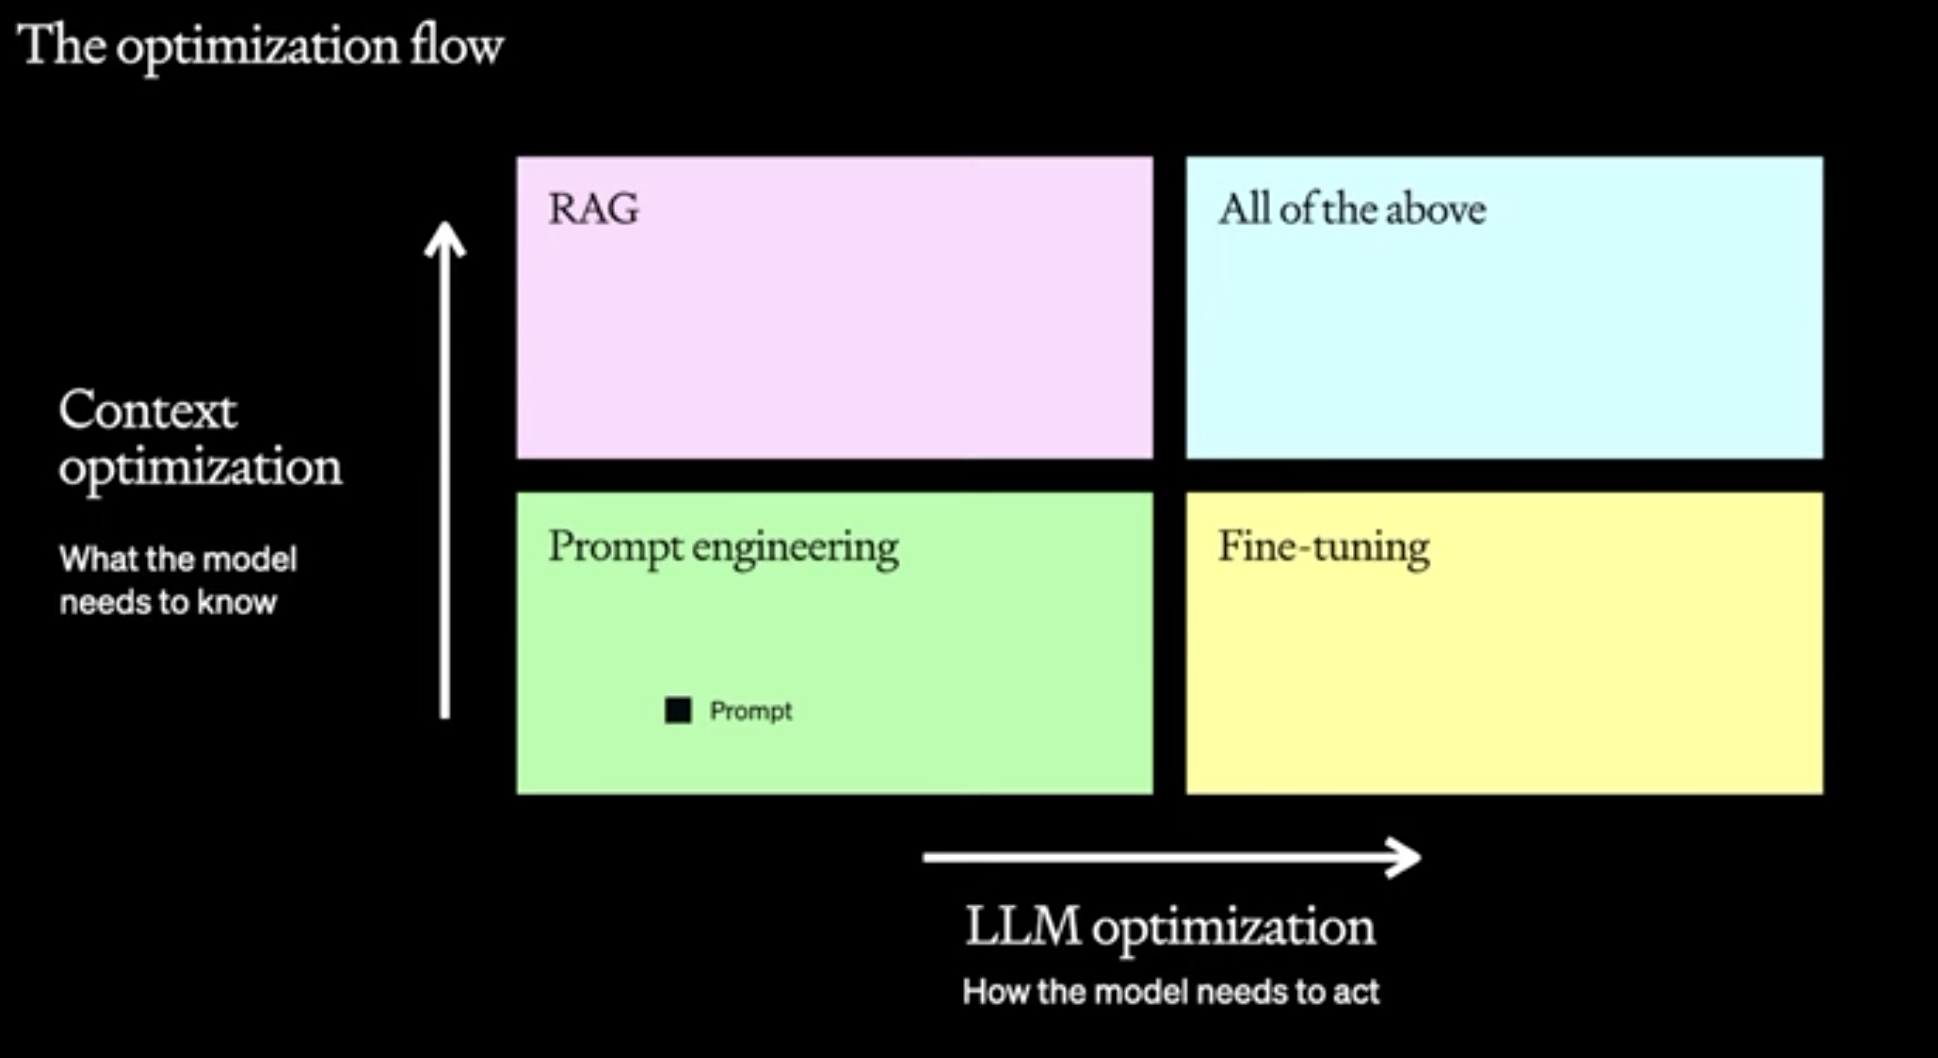 The optimization flow
RAG
All of the above
Context
optimization
What the model
needs to know
Prompt engineering
Fine-tuning
Prompt
LLM optimization
How the model needs to act